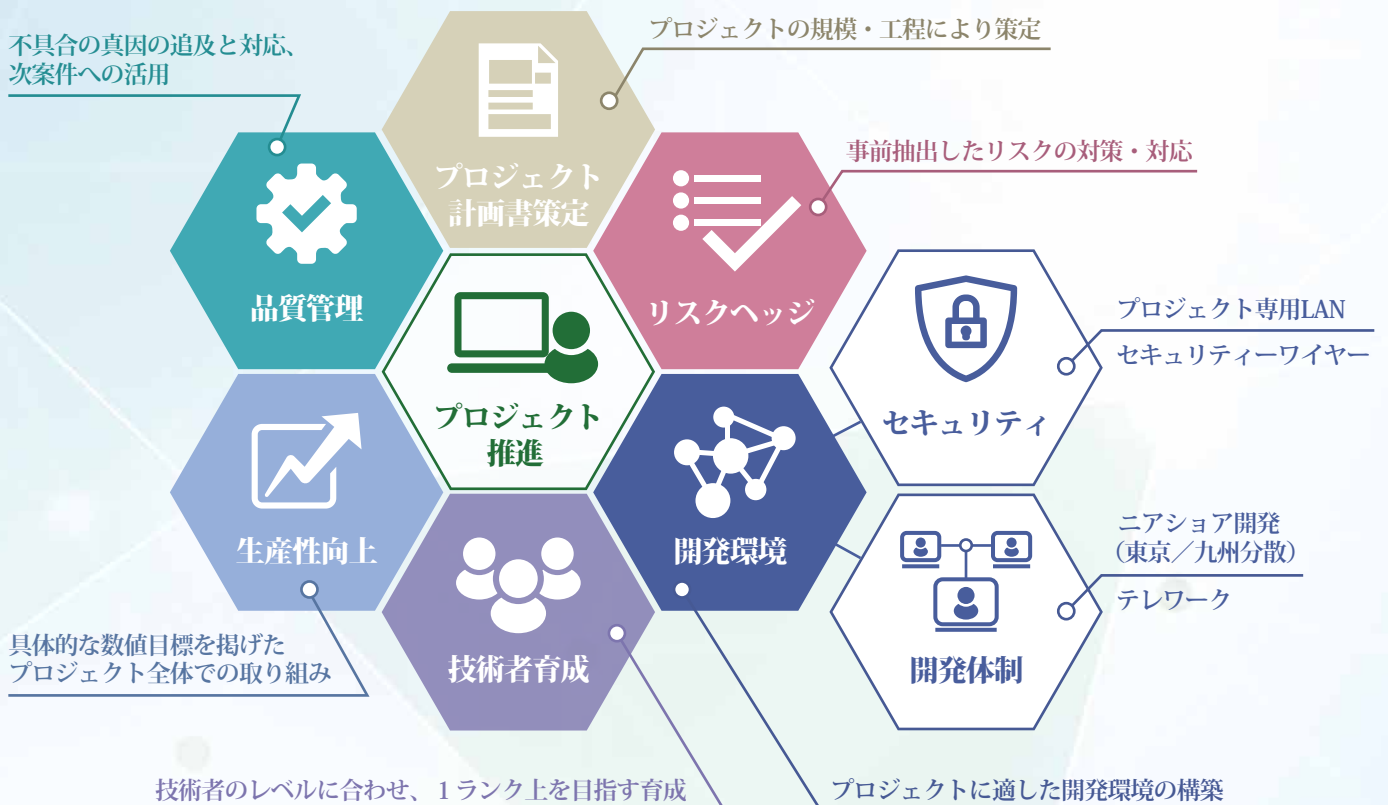 プロジェクトの規模・工程により策定
不具合の真因の追及と対応、
次案件への活用
事前抽出したリスクの対策・対応
プロジェクト
計画書策定
品質管理
リスクヘッジ
プロジェクト専用LAN
セキュリティーワイヤー
プロジェクト
推進
セキュリティ
生産性向上
開発環境
ニアショア開発
（東京／九州分散）
テレワーク
具体的な数値目標を掲げた
プロジェクト全体での取り組み
技術者育成
開発体制
技術者のレベルに合わせ、１ランク上を目指す育成
プロジェクトに適した開発環境の構築